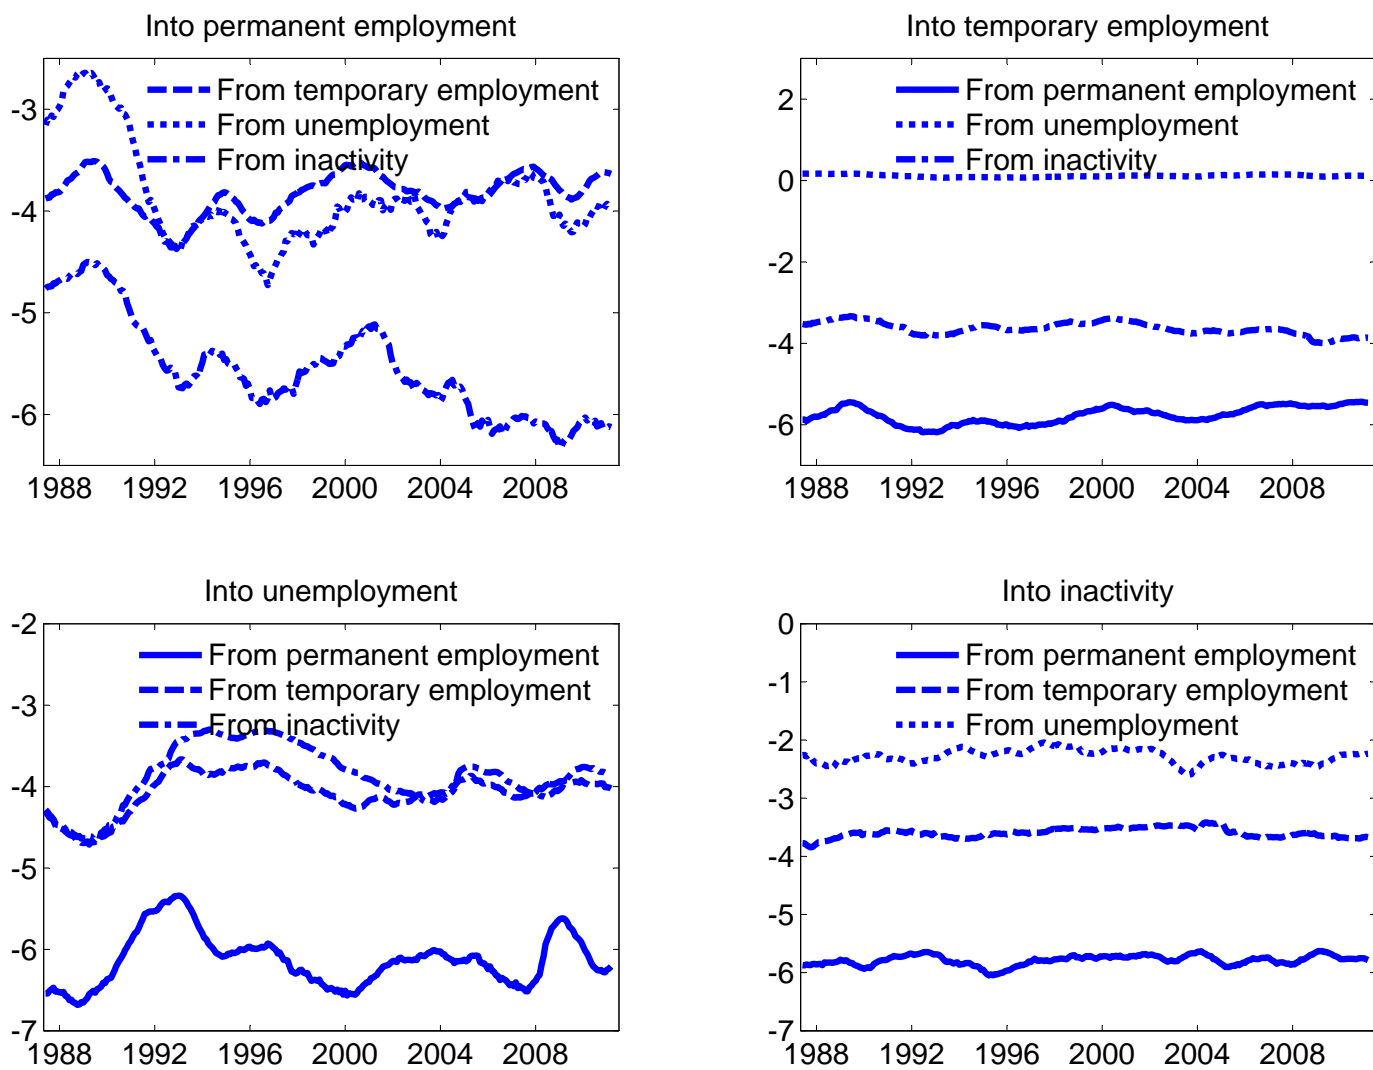 Into permanent employment
From temporary employment
From unemployment
From inactivity
-3
-4
-5
-6
1988 1992 1996 2000 2004 2008
Into temporary employment
From permanent employment
From unemployment
From inactivity
2
0
-2
-4
-6
1988 1992 1996 2000 2004 2008
Into unemployment
From permanent employment
From temporary employment
From inactivity
-2
-3
-4
-5
-6
-7
1988 1992 1996 2000 2004 2008
Into inactivity
From permanent employment
From temporary employment
From unemployment
0
-1
-2
-3
-4
-5
-6
-7
1988 1992 1996 2000 2004 2008